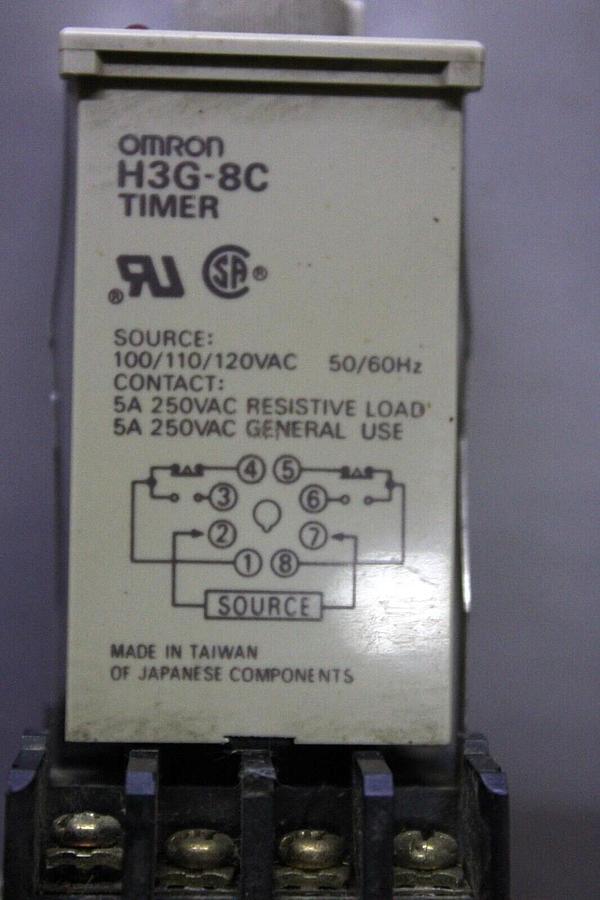 OMRON
H3G-8C
TIMER
SOURCE:
100/110/120VAC 50/60Hz
CONTACT:
5A 250VAC RESISTIVE LOAD
5A 250VAC GENERAL USE
4 5
3 6
2 7
1 8
SOURCE
MADE IN TAIWAN
OF JAPANESE COMPONENTS